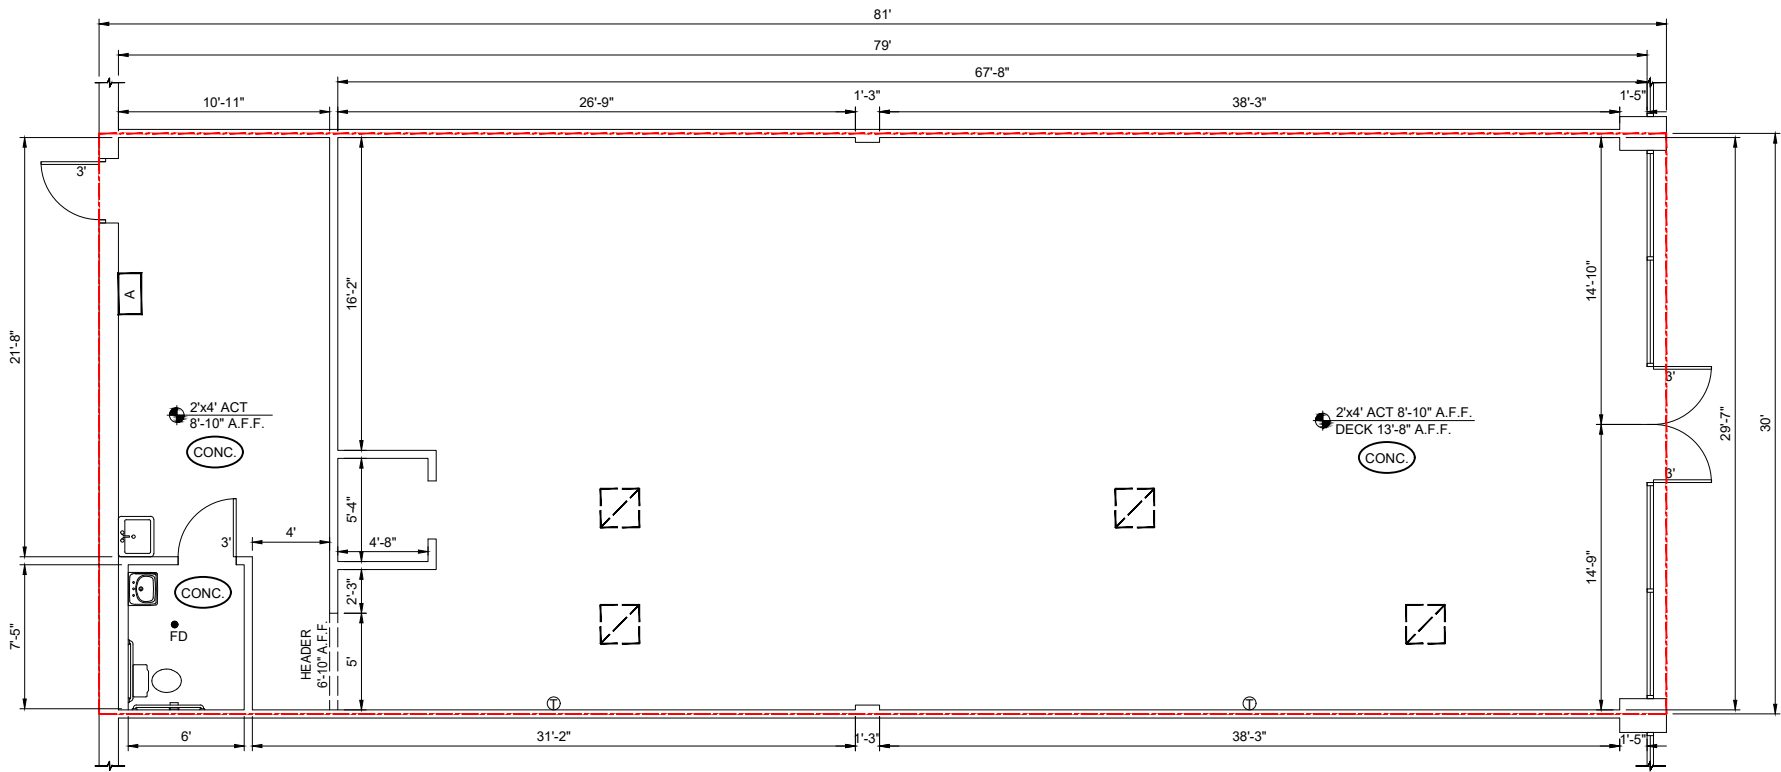 81'
79'
67'-8"
10'-11"
26'-9"
1'-3"
38'-3"
1'-5"
3'
A
21'-8"
16'-2"
14'-10"
29'-7"
30'
2'x4' ACT
8'-10" A.F.F.
CONC.
2'x4' ACT 8'-10" A.F.F.
DECK 13'-8" A.F.F.
CONC.
3'
3'
5'-4"
4'-8"
4'
3'
CONC.
FD
7'-5"
2'-3"
HEADER
6'-10" A.F.F.
5'
14'-9"
T
T
6'
31'-2"
1'-3"
38'-3"
1'-5"